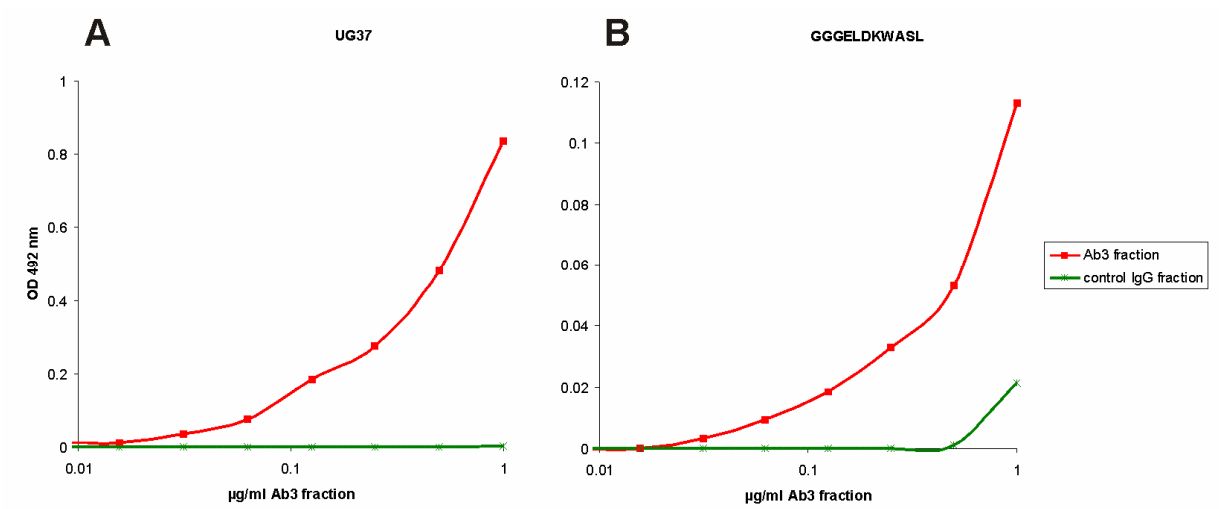 A
UG37
1
0.8
0.6
0.4
0.2
0
OD 492 nm
0.01
0.1
1
µg/ml Ab3 fraction
B
GGGELDKWASL
0.12
0.1
0.08
0.06
0.04
0.02
0
0.01
0.1
1
µg/ml Ab3 fraction
Ab3 fraction
control IgG fraction